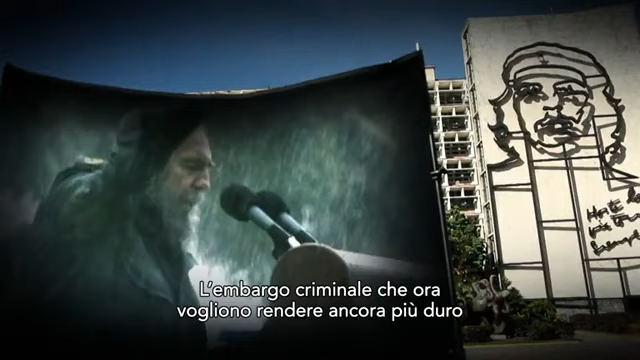 L'embargo criminale che ora
vogliono rendere ancora più duro